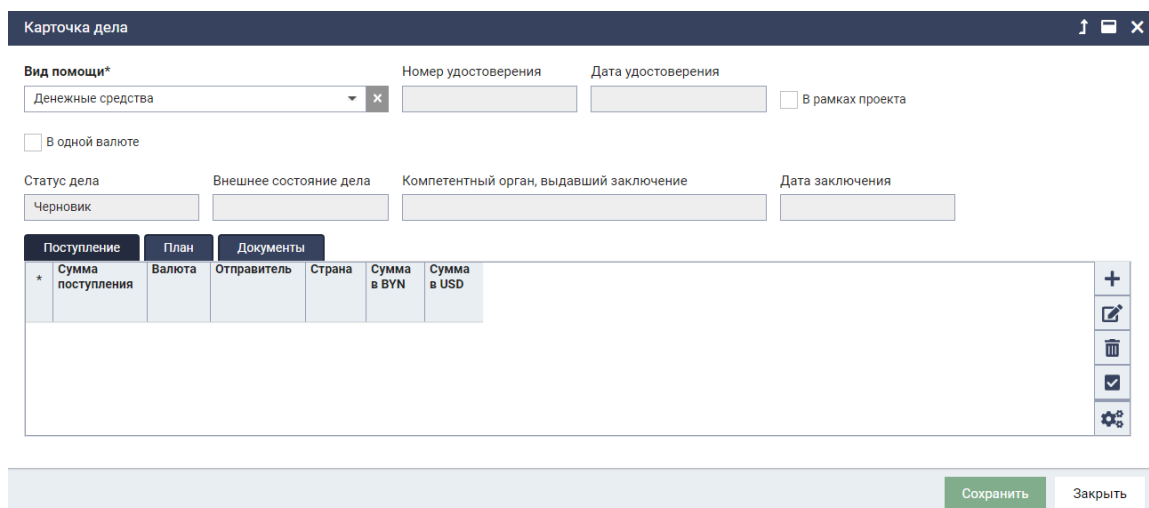 Карточка дела
Вид помощи*
Номер удостоверения
Дата удостоверения
Денежные средства
В рамках проекта
В одной валюте
Статус дела
Внешнее состояние дела
Компетентный орган, выдавший заключение
Дата заключения
Черновик
Поступление
План
Документы
*
Сумма
поступления
Валюта
Отправитель
Страна
Сумма
в BYN
Сумма
в USD
Сохранить
Закрыть